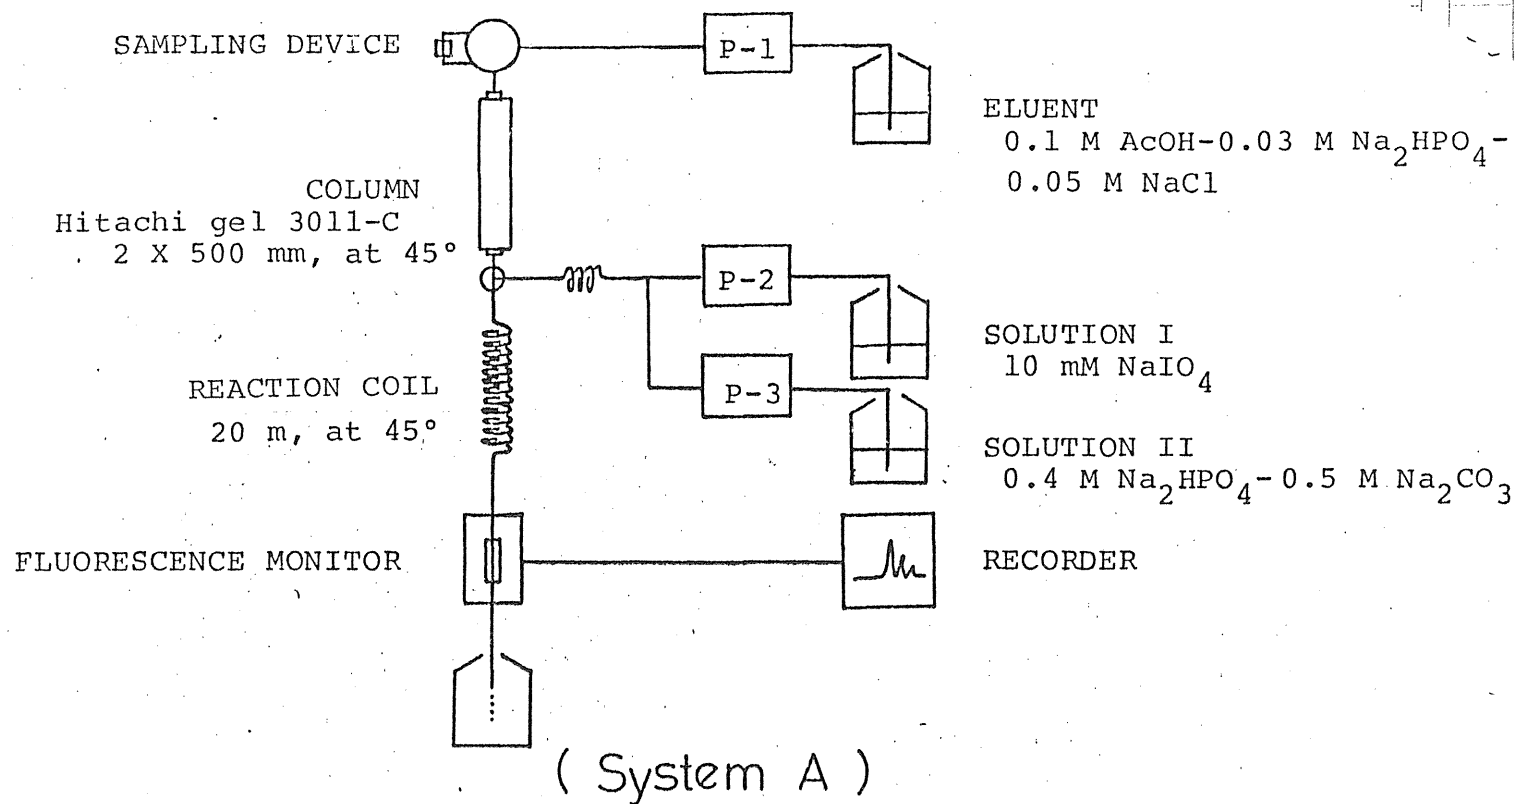 SAMPLING DEVICE
P-1
ELUENT
0.1 M AcOH-0.03 M Na₂HPO₄-
0.05 M NaCl
COLUMN
Hitachi gel 3011-C
2 X 500 mm, at 45°
P-2
SOLUTION I
10 mM NaIO₄
P-3
REACTION COIL
20 m, at 45°
SOLUTION II
0.4 M Na₂HPO₄-0.5 M Na₂CO₃
FLUORESCENCE MONITOR
RECORDER
( System A )